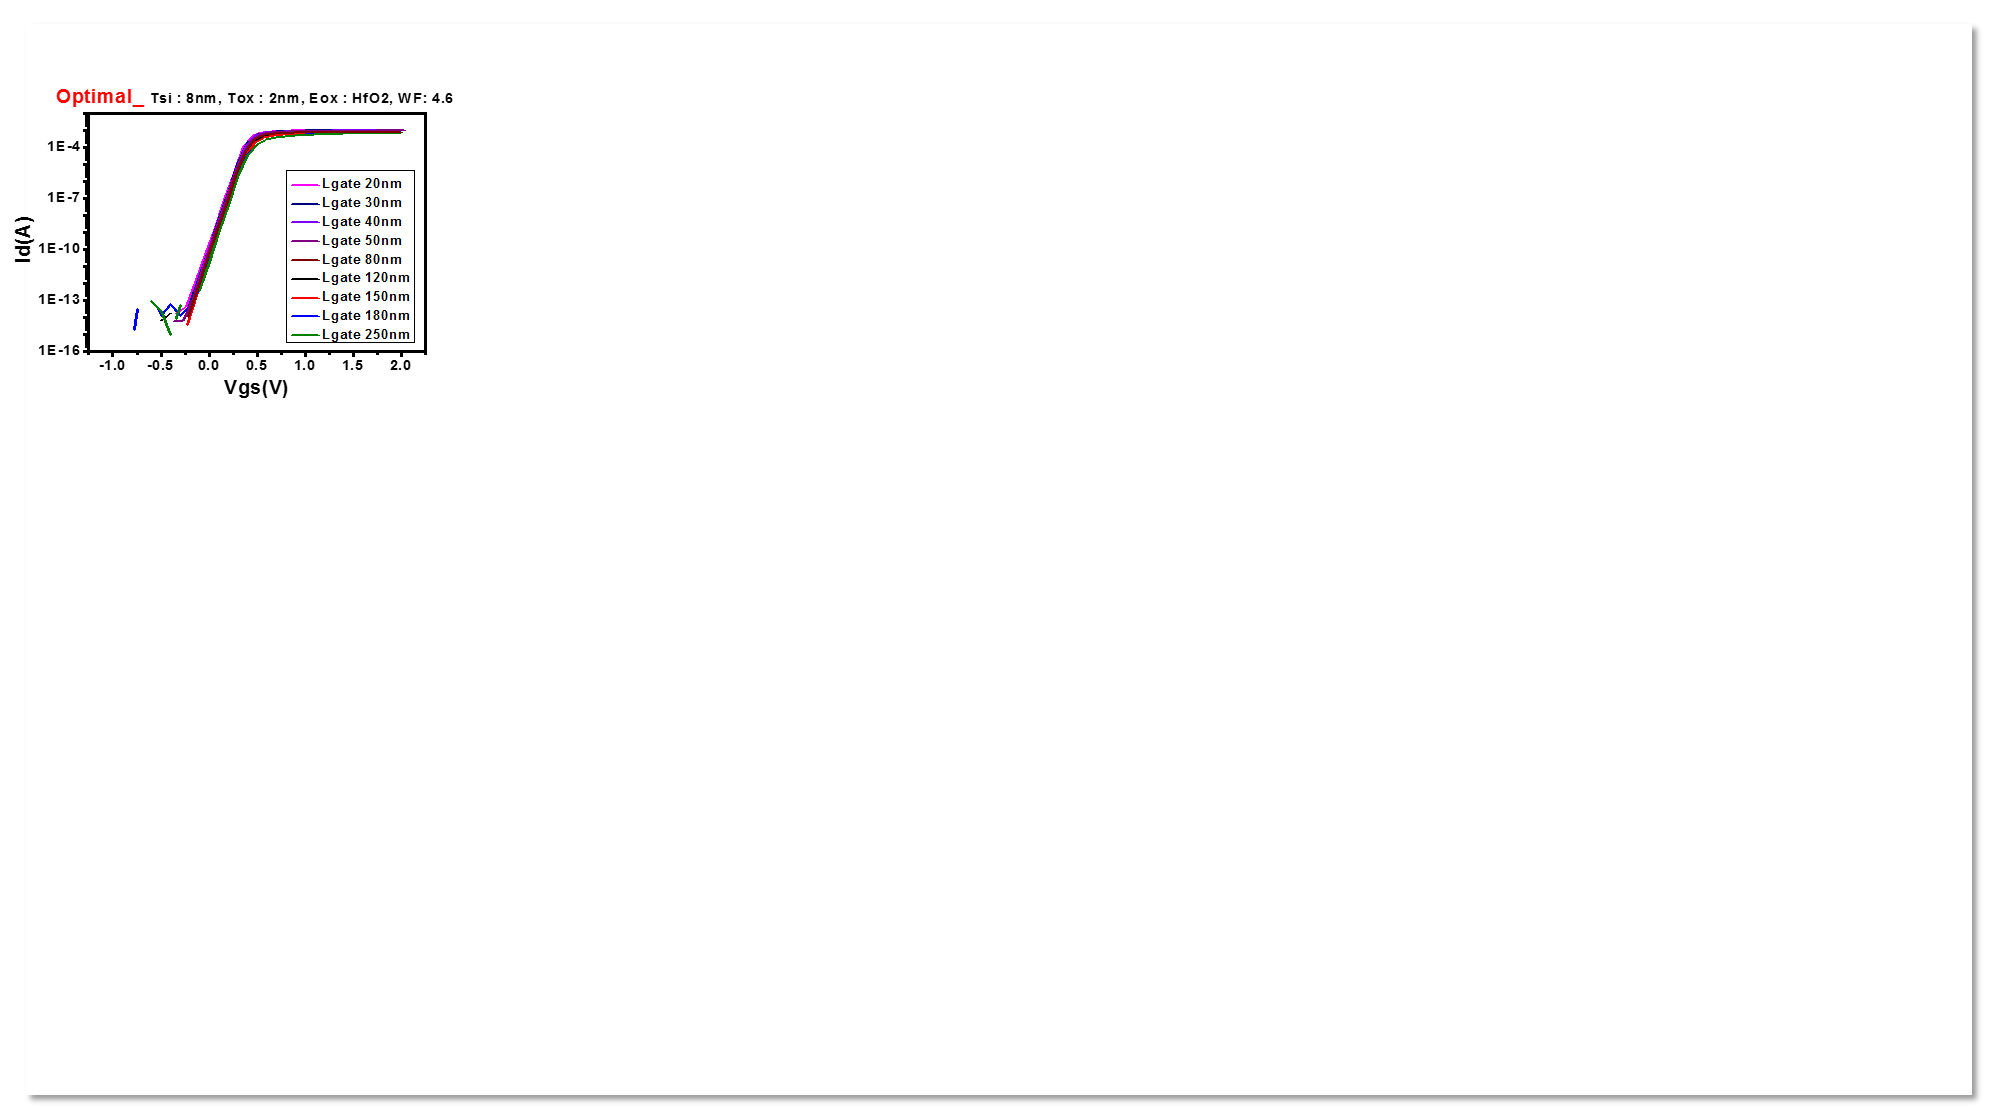 Optimal_ Tsi : 8nm, Tox : 2nm, Eox : HfO2, WF: 4.6
1E-4
1E-7
1E-10
1E-13
1E-16
Id(A)
Lgate 20nm
Lgate 30nm
Lgate 40nm
Lgate 50nm
Lgate 80nm
Lgate 120nm
Lgate 150nm
Lgate 180nm
Lgate 250nm
-1.0 -0.5 0.0 0.5 1.0 1.5 2.0
Vgs(V)